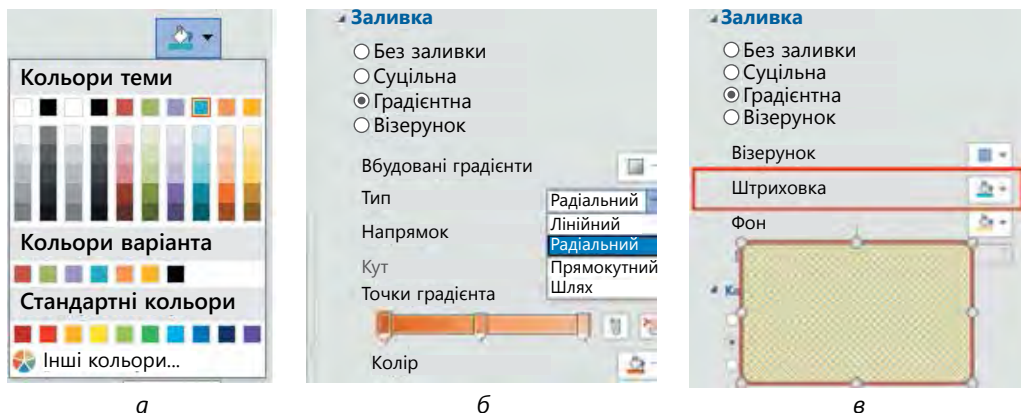 Кольори теми
Кольори варіанта
Стандартні кольори
Інші кольори...
а
Заливка
Без заливки
Суцільна
Градієнтна
Візерунок
Вбудовані градієнти
Тип
Радіальний
Лінійний
Радіальний
Прямокутний
Шлях
Напрямок
Кут
Точки градієнта
Колір
б
Заливка
Без заливки
Суцільна
Градієнтна
Візерунок
Візерунок
Штриховка
Фон
в